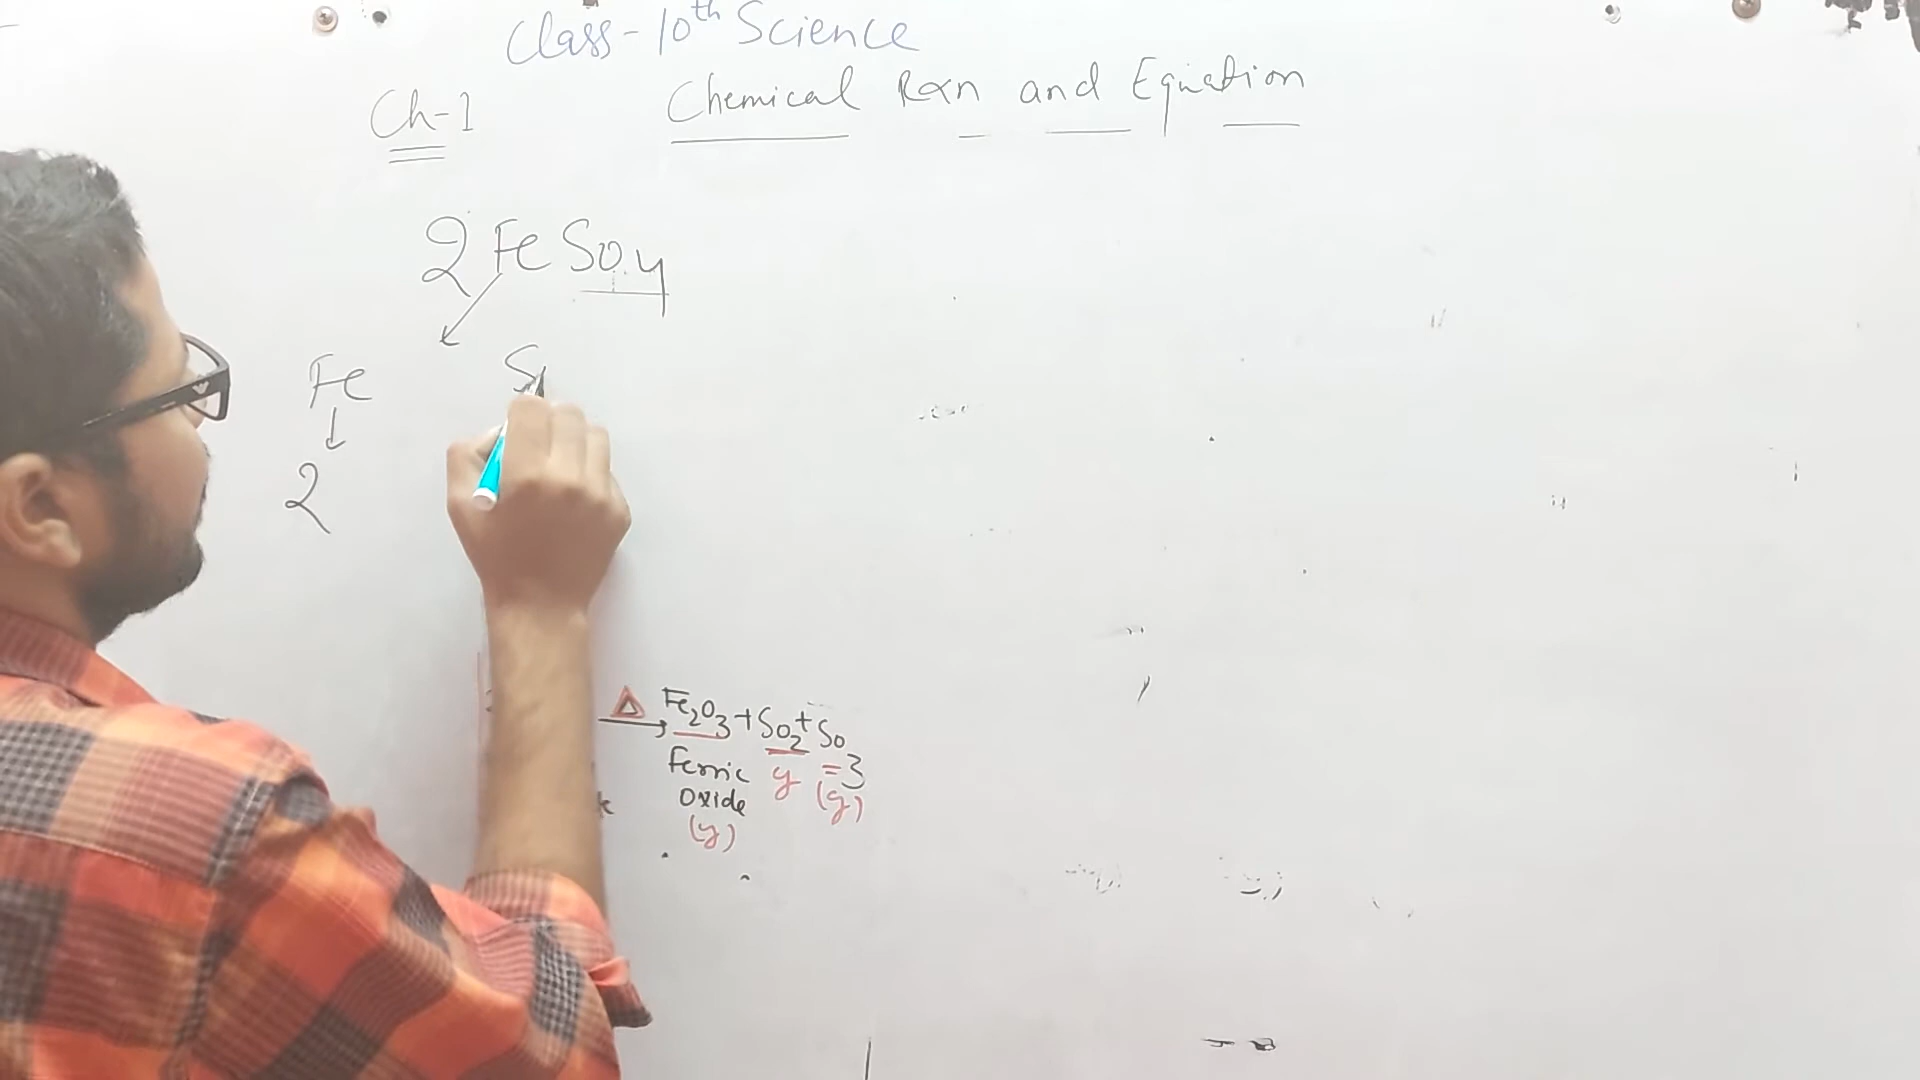 Class-10th Science
Ch-1 Chemical Rxn and Equation
2 FeSo4
Fe S
2
Δ Fe2O3 + So2 + So3
Ferric y (g)
Oxide
(y)